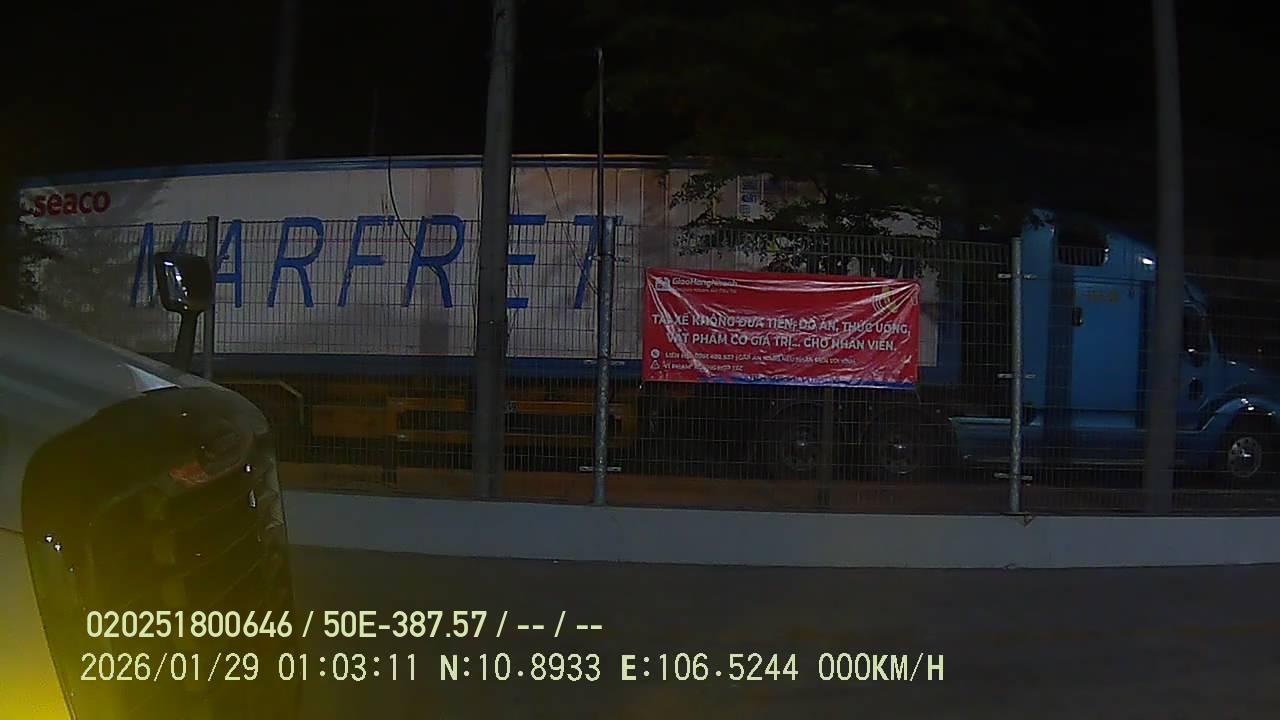 seaco
MARFRET
GiaoHangNhanh
TÀI XẾ KHÔNG ĐƯA TIỀN, ĐỒ ĂN, THỨC UỐNG,
VẬT PHẨM CÓ GIÁ TRỊ... CHO NHÂN VIÊN.
020251800646 / 50E-387.57 / -- / --
2026/01/29 01:03:11 N:10.8933 E:106.5244 000KM/H